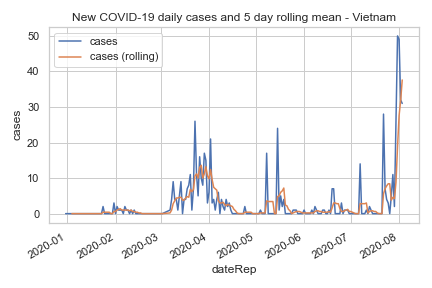 New COVID-19 daily cases and 5 day rolling mean - Vietnam
cases
cases (rolling)
50
40
30
20
10
0
cases
2020-01
2020-02
2020-03
2020-04
2020-05
2020-06
2020-07
2020-08
dateRep